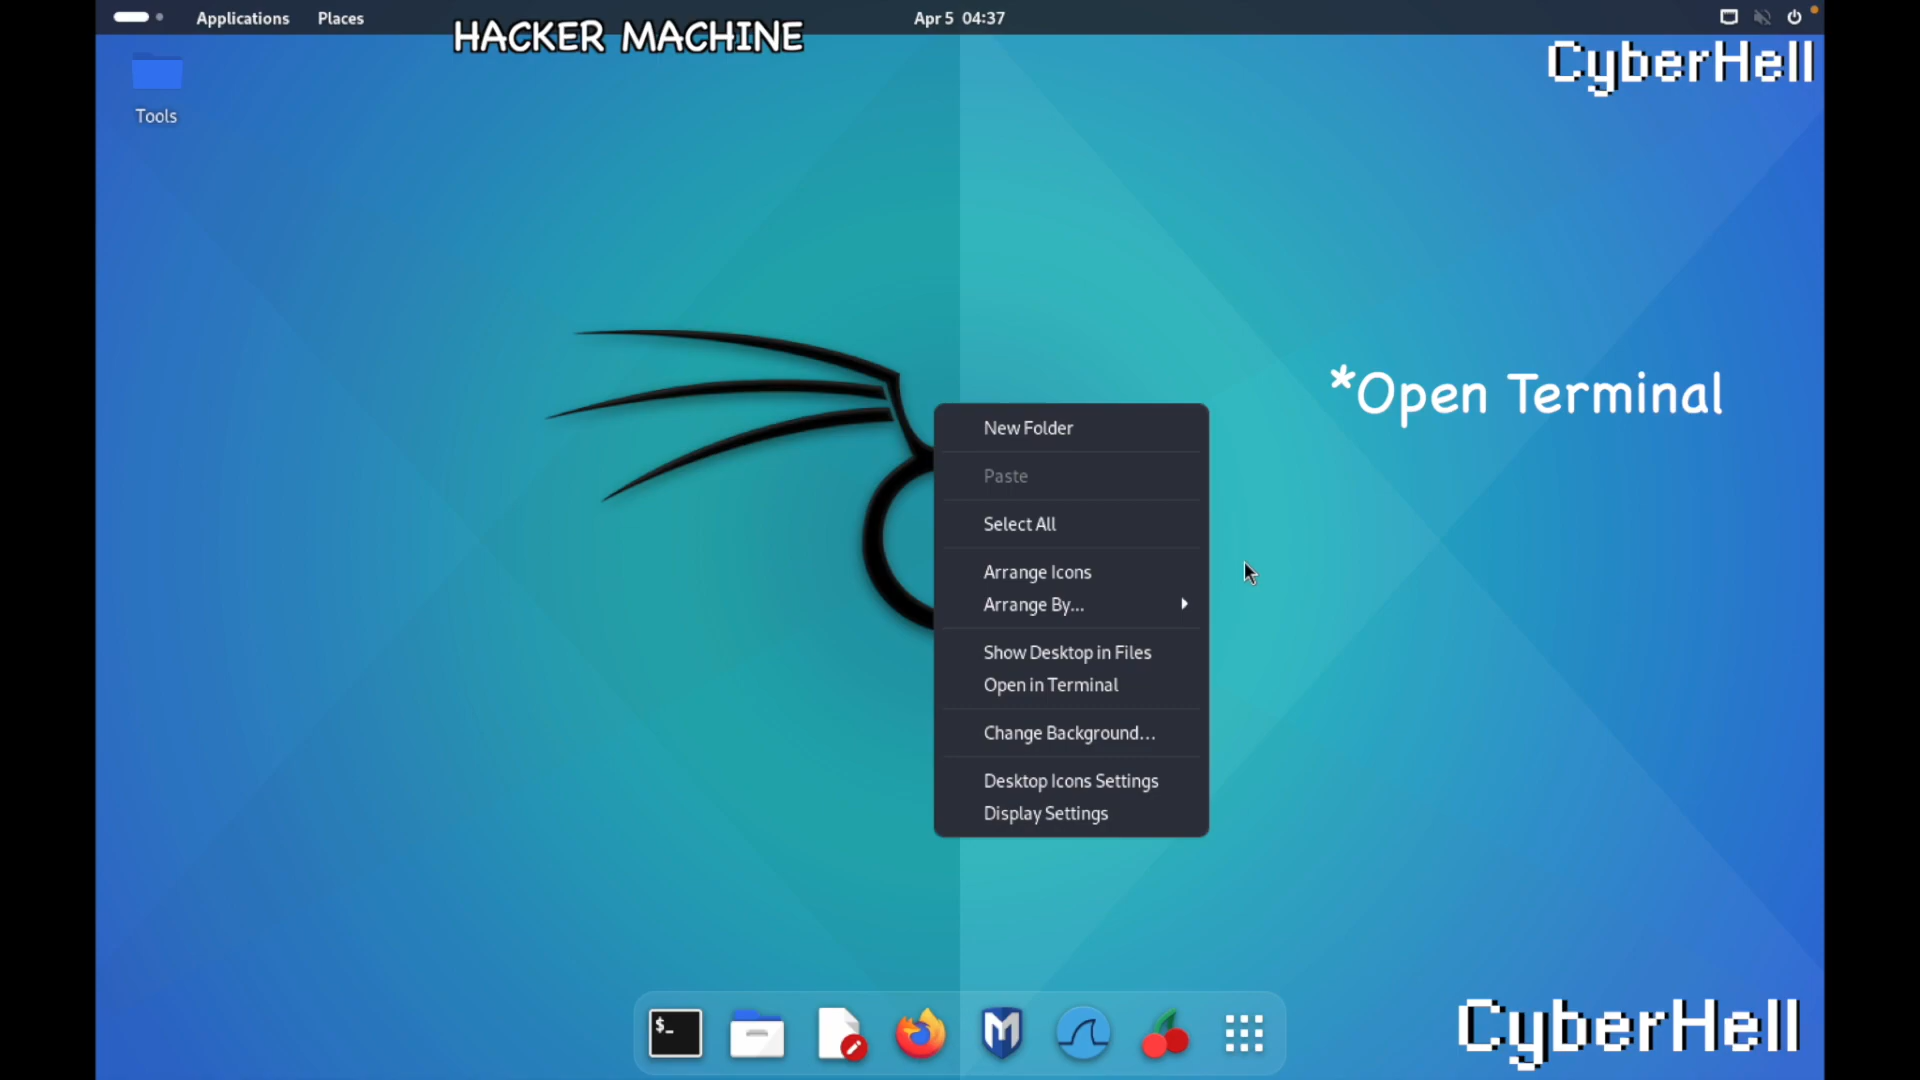 Applications Places Apr 5 04:37
HACKER MACHINE
CyberHell
Tools
*Open Terminal
New Folder
Paste
Select All
Arrange Icons
Arrange By...
Show Desktop in Files
Open in Terminal
Change Background...
Desktop Icons Settings
Display Settings
$_
CyberHell